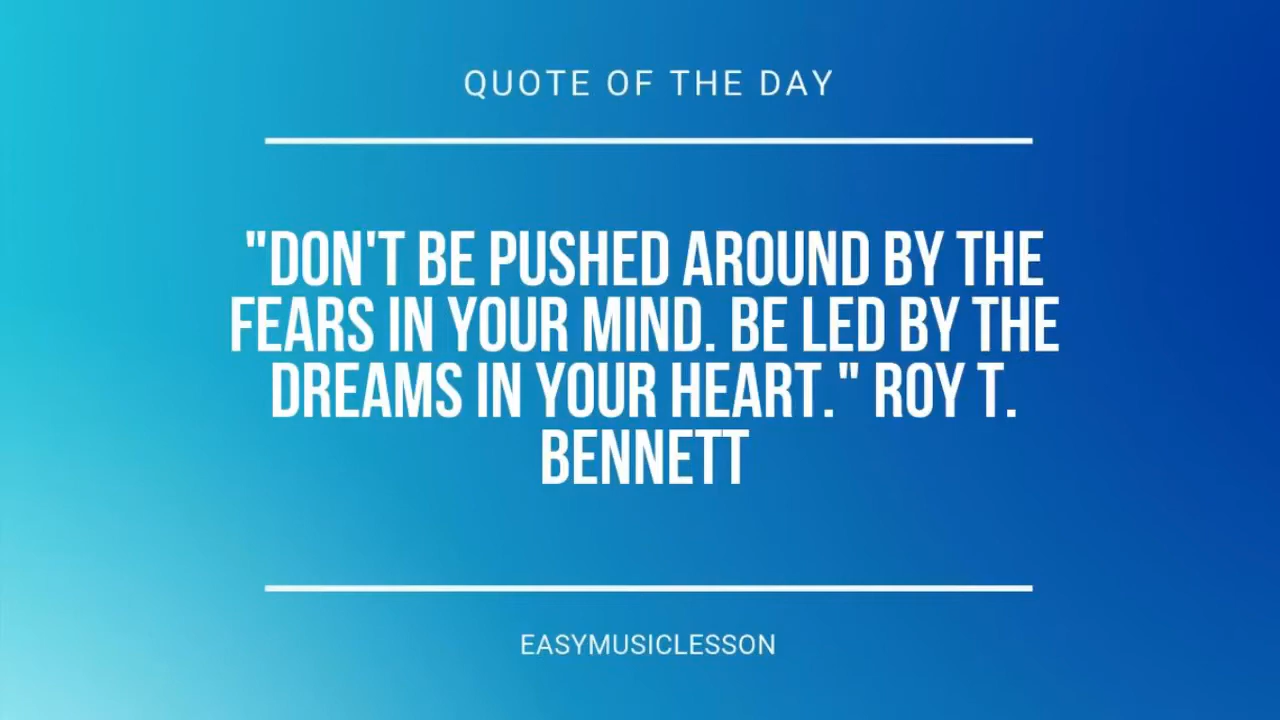 QUOTE OF THE DAY
"DON'T BE PUSHED AROUND BY THE
FEARS IN YOUR MIND. BE LED BY THE
DREAMS IN YOUR HEART." ROY T.
BENNETT
EASYMUSICLESSON